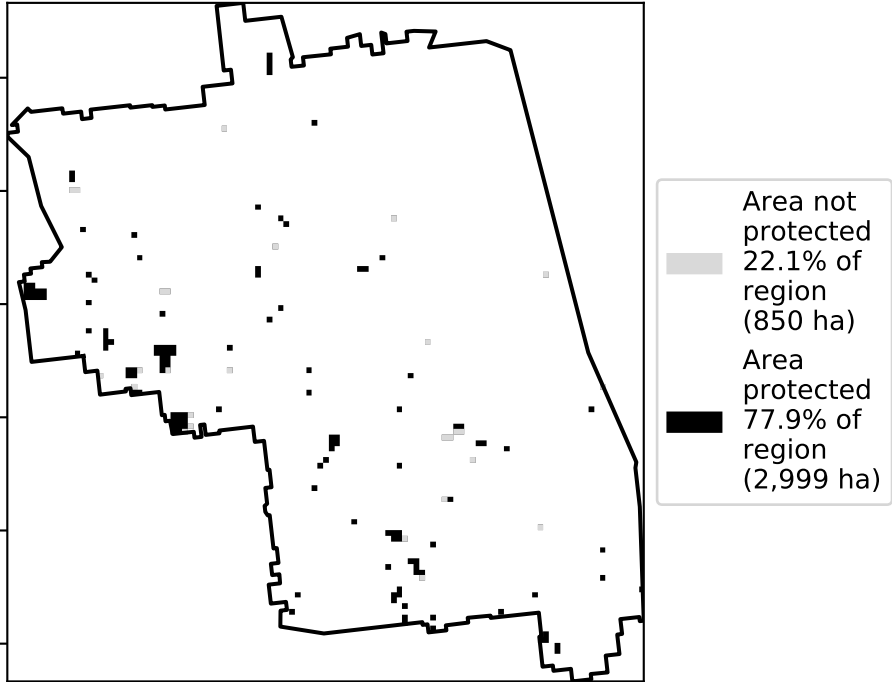 Area not
protected
22.1% of
region
(850 ha)
Area
protected
77.9% of
region
(2,999 ha)